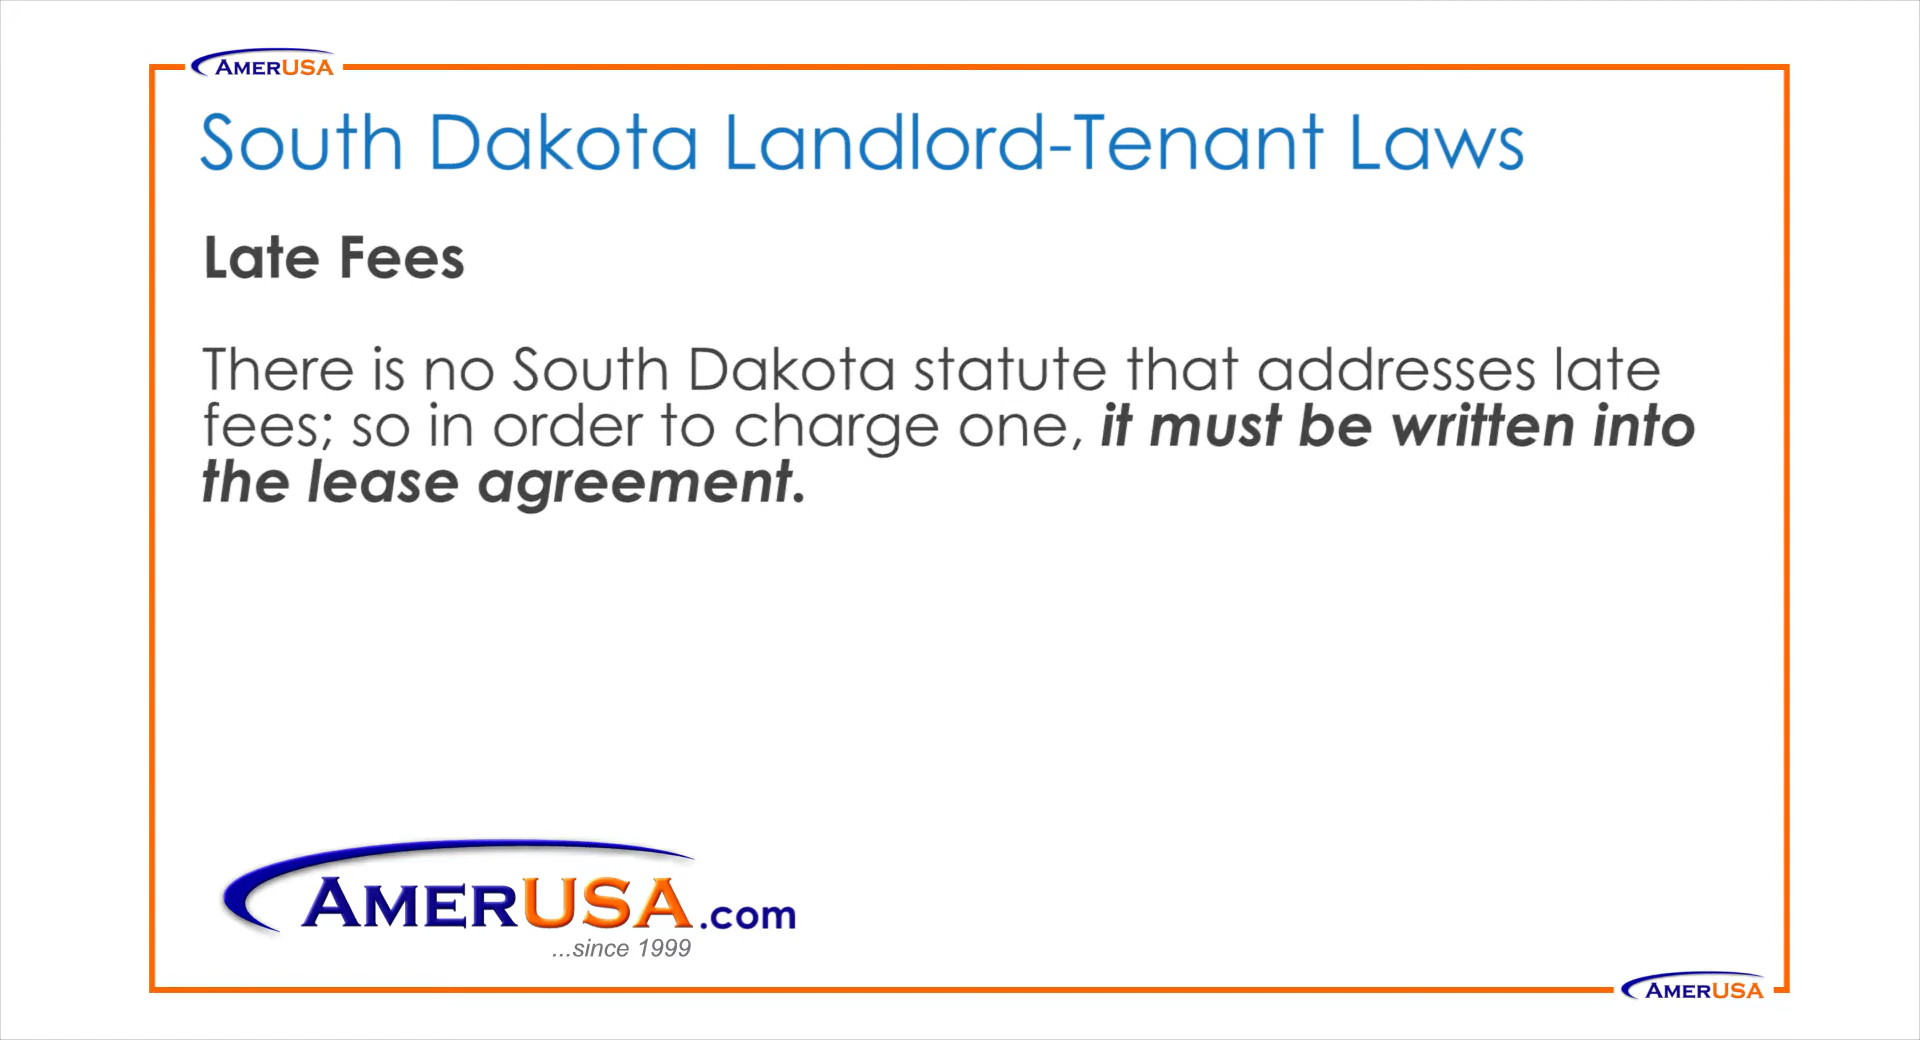 AMERUSA
South Dakota Landlord-Tenant Laws
Late Fees
There is no South Dakota statute that addresses late
fees; so in order to charge one, it must be written into
the lease agreement.
AMERUSA.com
...since 1999
AMERUSA